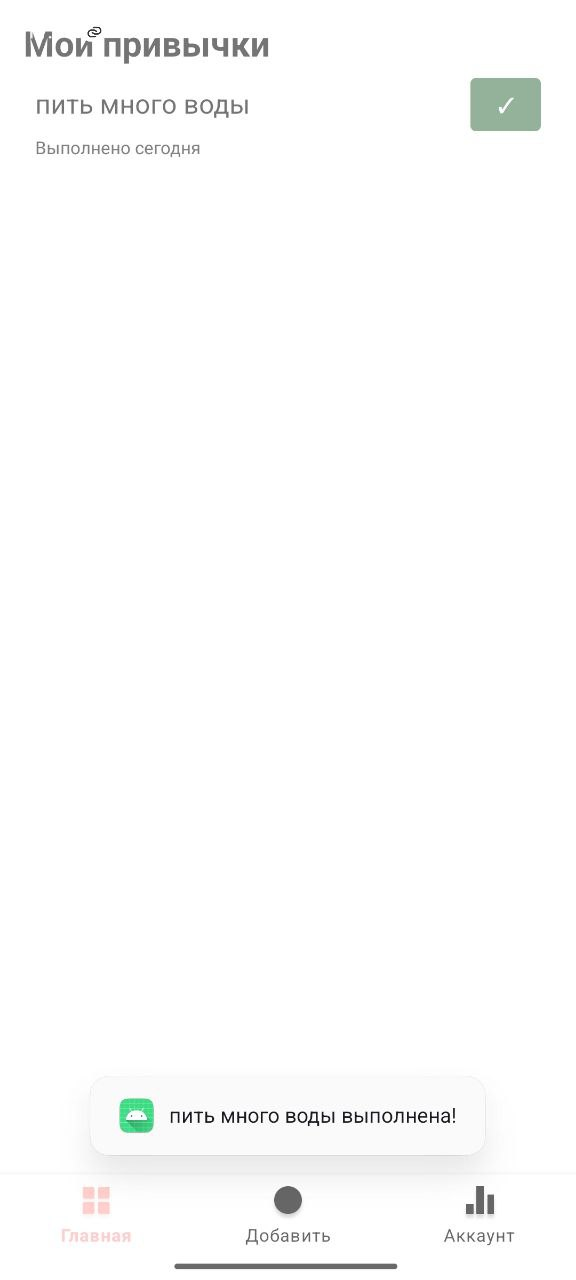 Мои привычки
пить много воды
✓
Выполнено сегодня
пить много воды выполнена!
Главная
Добавить
Аккаунт